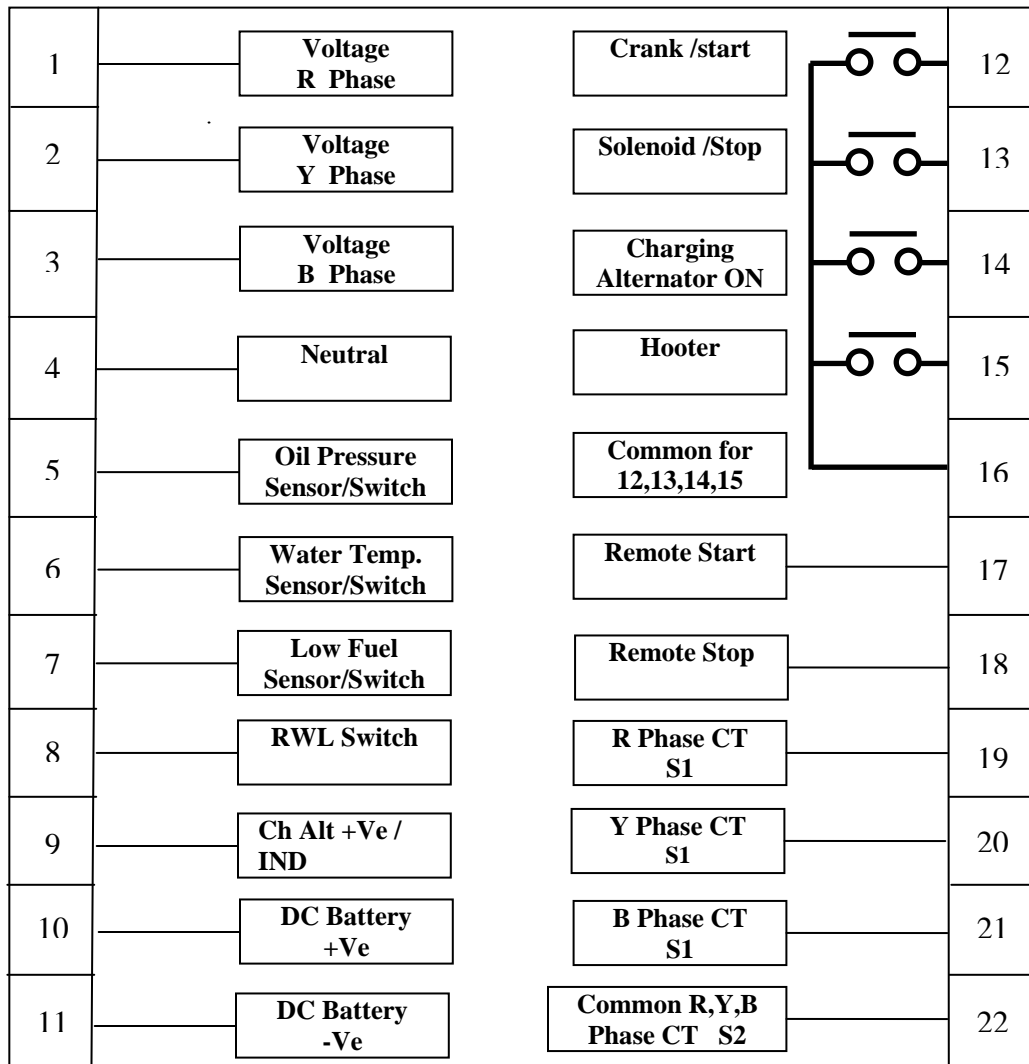 1
Voltage
R Phase
Crank /start
12
2
Voltage
Y Phase
Solenoid /Stop
13
3
Voltage
B Phase
Charging
Alternator ON
14
4
Neutral
Hooter
15
5
Oil Pressure
Sensor/Switch
Common for
12,13,14,15
16
6
Water Temp.
Sensor/Switch
Remote Start
17
7
Low Fuel
Sensor/Switch
Remote Stop
18
8
RWL Switch
R Phase CT
S1
19
9
Ch Alt +Ve /
IND
Y Phase CT
S1
20
10
DC Battery
+Ve
B Phase CT
S1
21
11
DC Battery
-Ve
Common R,Y,B
Phase CT S2
22